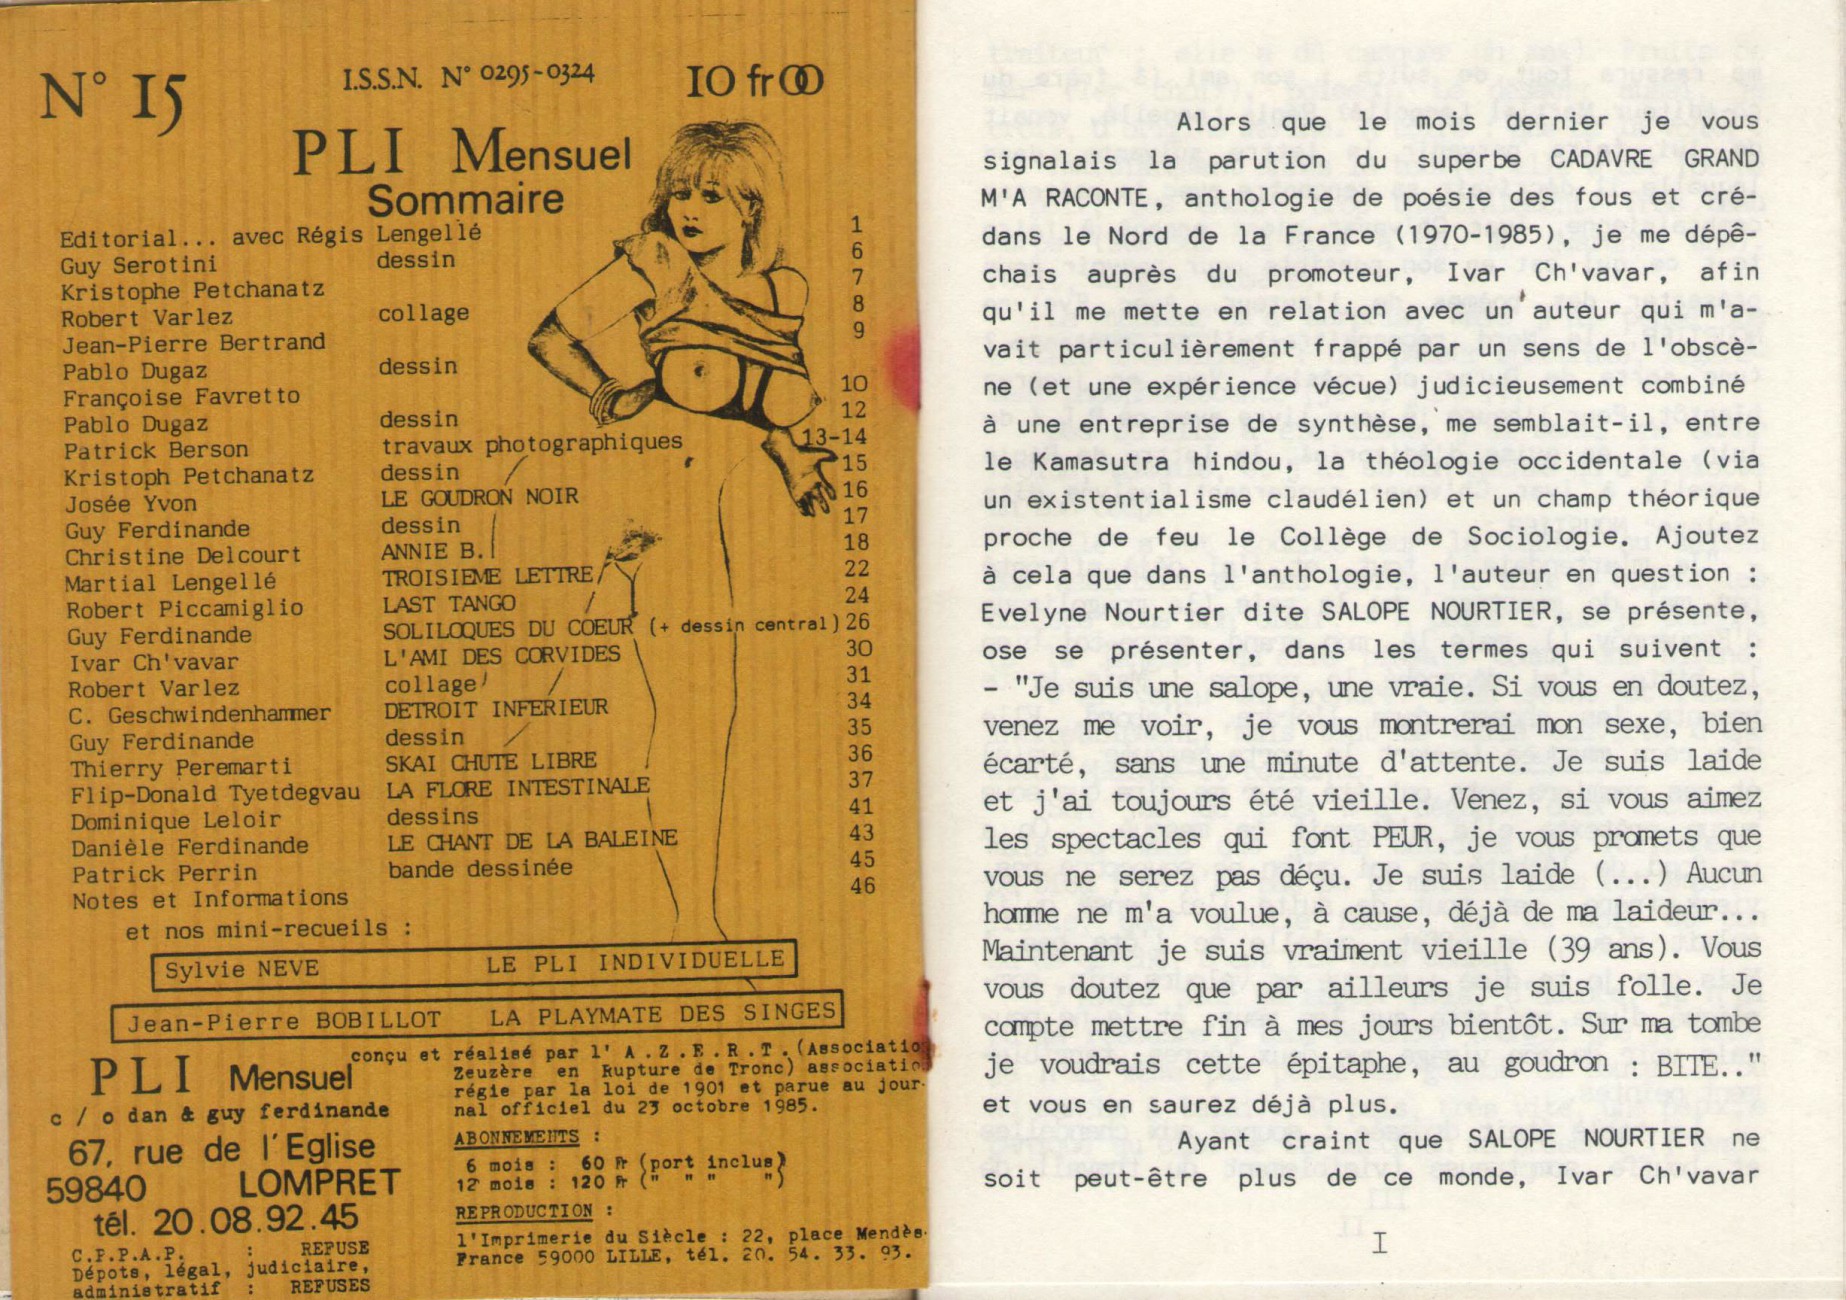 N° 15
I.S.S.N. N° 0295-0324
10 fr 00
PLI Mensuel
Sommaire
Editorial... avec Régis Lengellé 1
Guy Serotini dessin 6
Kristophe Petchanatz 7
Robert Varlez collage 8
Jean-Pierre Bertrand 9
Pablo Dugaz dessin
Françoise Favretto 10
Pablo Dugaz dessin 12
Patrick Berson travaux photographiques 13-14
Kristoph Petchanatz dessin 15
Josée Yvon LE GOUDRON NOIR 16
Guy Ferdinande dessin 17
Christine Delcourt ANNIE B. 18
Martial Lengellé TROISIEME LETTRE 22
Robert Piccamiglio LAST TANGO 24
Guy Ferdinande SOLILOQUES DU COEUR (+ dessin central) 26
Ivar Ch'vavar L'AMI DES CORVIDES 30
Robert Varlez collage 31
C. Geschwindenhammer DETROIT INFERIEUR 34
Guy Ferdinande dessin 35
Thierry Peremarti SKAI CHUTE LIBRE 36
Flip-Donald Tyetdegvau LA FLORE INTESTINALE 37
Dominique Leloir dessins 41
Danièle Ferdinande LE CHANT DE LA BALEINE 43
Patrick Perrin bande dessinée 45
Notes et Informations 46
et nos mini-recueils :
Sylvie NEVE LE PLI INDIVIDUELLE
Jean-Pierre BOBILLOT LA PLAYMATE DES SINGES
PLI Mensuel
c / o dan & guy ferdinande
67, rue de l'Eglise
59840 LOMPRET
tél. 20.08.92.45
C.P.P.A.P. : REFUSE
Dépots, légal, judiciaire,
administratif : REFUSES
conçu et réalisé par l' A.Z.E.R.T. (Associatio
Zeuzère en Rupture de Tronc) associatio
régie par la loi de 1901 et parue au jour-
nal officiel du 23 octobre 1985.
ABONNEMENTS :
6 mois : 60 Fr (port inclus)
12 mois : 120 Fr (" " " ")
REPRODUCTION :
l'Imprimerie du Siècle : 22, place Mendès-
France 59000 LILLE, tél. 20. 54. 33. 93.
Alors que le mois dernier je vous
signalais la parution du superbe CADAVRE GRAND
M'A RACONTE, anthologie de poésie des fous et cré-
dans le Nord de la France (1970-1985), je me dépê-
chais auprès du promoteur, Ivar Ch'vavar, afin
qu'il me mette en relation avec un auteur qui m'a-
vait particulièrement frappé par un sens de l'obscè-
ne (et une expérience vécue) judicieusement combiné
à une entreprise de synthèse, me semblait-il, entre
le Kamasutra hindou, la théologie occidentale (via
un existentialisme claudélien) et un champ théorique
proche de feu le Collège de Sociologie. Ajoutez
à cela que dans l'anthologie, l'auteur en question :
Evelyne Nourtier dite SALOPE NOURTIER, se présente,
ose se présenter, dans les termes qui suivent :
- "Je suis une salope, une vraie. Si vous en doutez,
venez me voir, je vous montrerai mon sexe, bien
écarté, sans une minute d'attente. Je suis laide
et j'ai toujours été vieille. Venez, si vous aimez
les spectacles qui font PEUR, je vous promets que
vous ne serez pas déçu. Je suis laide (...) Aucun
homme ne m'a voulue, à cause, déjà de ma laideur...
Maintenant je suis vraiment vieille (39 ans). Vous
vous doutez que par ailleurs je suis folle. Je
compte mettre fin à mes jours bientôt. Sur ma tombe
je voudrais cette épitaphe, au goudron : BITE.."
et vous en saurez déjà plus.
Ayant craint que SALOPE NOURTIER ne
soit peut-être plus de ce monde, Ivar Ch'vavar
I